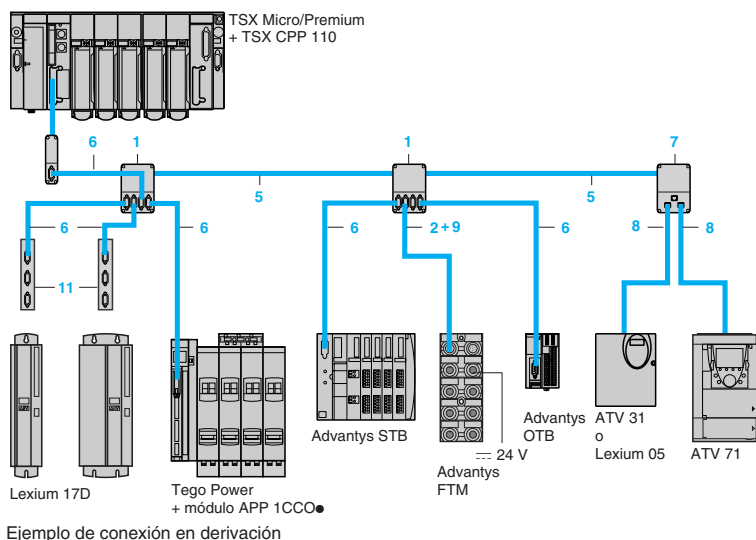 TSX Micro/Premium
+ TSX CPP 110
6
1
1
7
5
5
6
6
6
2+9
6
8
8
11
Lexium 17D
Tego Power
+ módulo APP 1CCO●
Advantys STB
Advantys
FTM
⎓ 24 V
Advantys
OTB
ATV 31
o
Lexium 05
ATV 71
Ejemplo de conexión en derivación